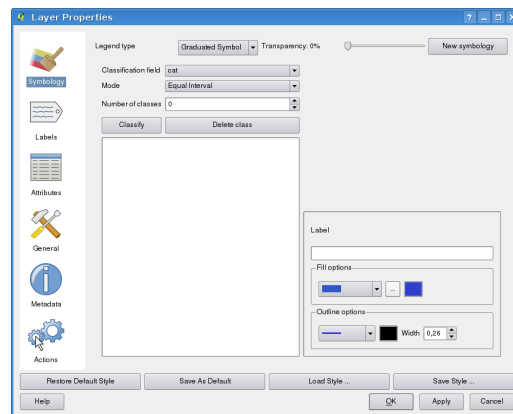 Layer Properties
Legend type Graduated Symbol Transparency: 0% New symbology
Classification field cat
Mode Equal Interval
Number of classes 0
Classify Delete class
Symbology
Labels
Attributes
General
Metadata
Actions
Label
Fill options
...
Outline options
Width 0,26
Restore Default Style Save As Default Load Style ... Save Style ...
Help OK Apply Cancel